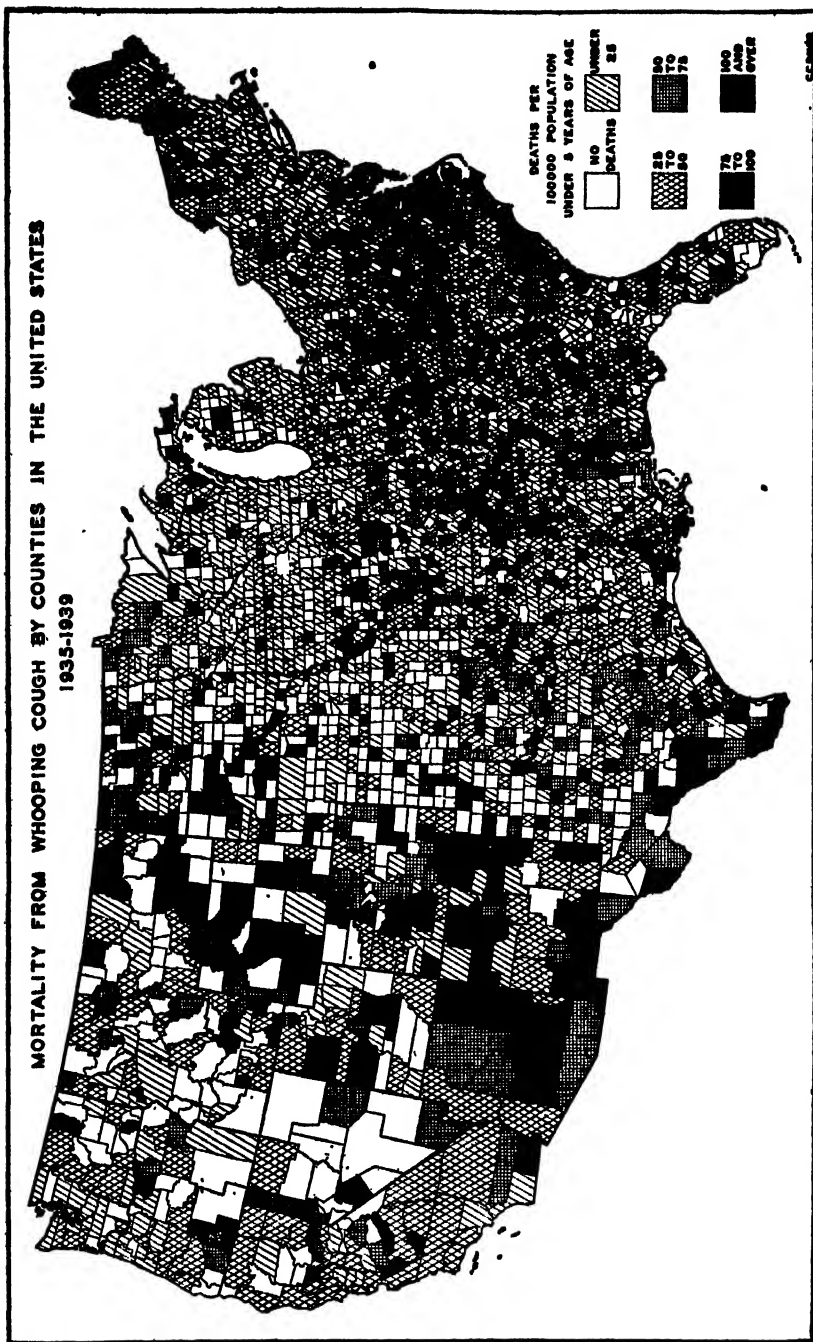 MORTALITY FROM WHOOPING COUGH BY COUNTIES IN THE UNITED STATES
1935-1939
DEATHS PER
100000 POPULATION
UNDER 5 YEARS OF AGE
NO
DEATHS
UNDER
25
25
TO
50
50
TO
75
75
TO
100
100
AND
OVER